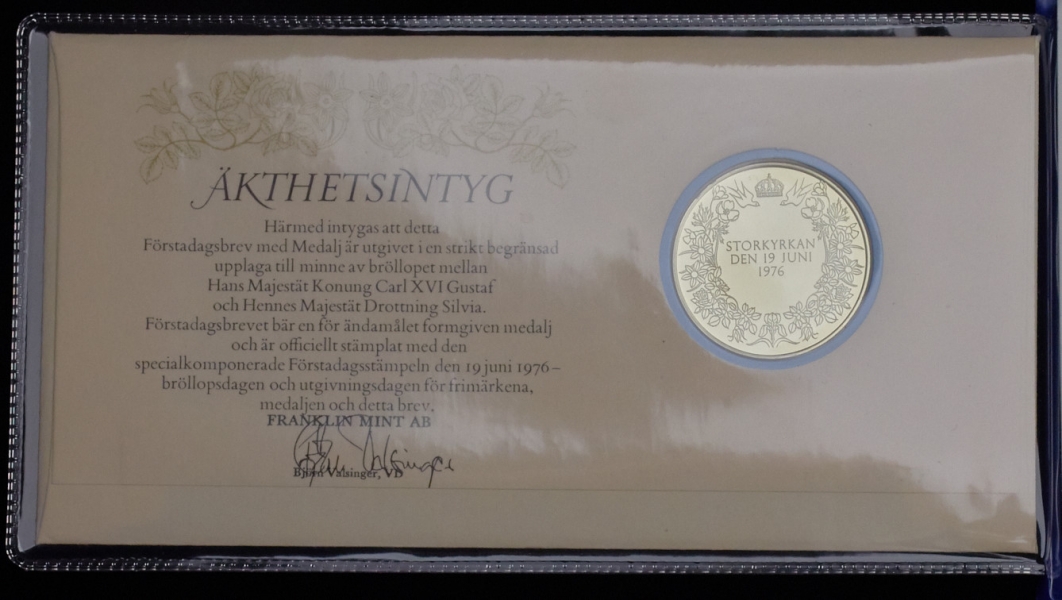 ÄKTHETSINTYG
Härmed intygas att detta
Förstadagsbrev med Medalj är utgivet i en strikt begränsad
upplaga till minne av bröllopet mellan
Hans Majestät Konung Carl XVI Gustaf
och Hennes Majestät Drottning Silvia.
Förstadagsbrevet bär en för ändamålet formgiven medalj
och är officiellt stämplat med den
specialkomponerade Förstadagsstämpeln den 19 juni 1976 –
bröllopsdagen och utgivningsdagen för frimärkena,
medaljen och detta brev.
FRANKLIN MINT AB
Björn Valsinger, VD
STORKYRKAN
DEN 19 JUNI
1976